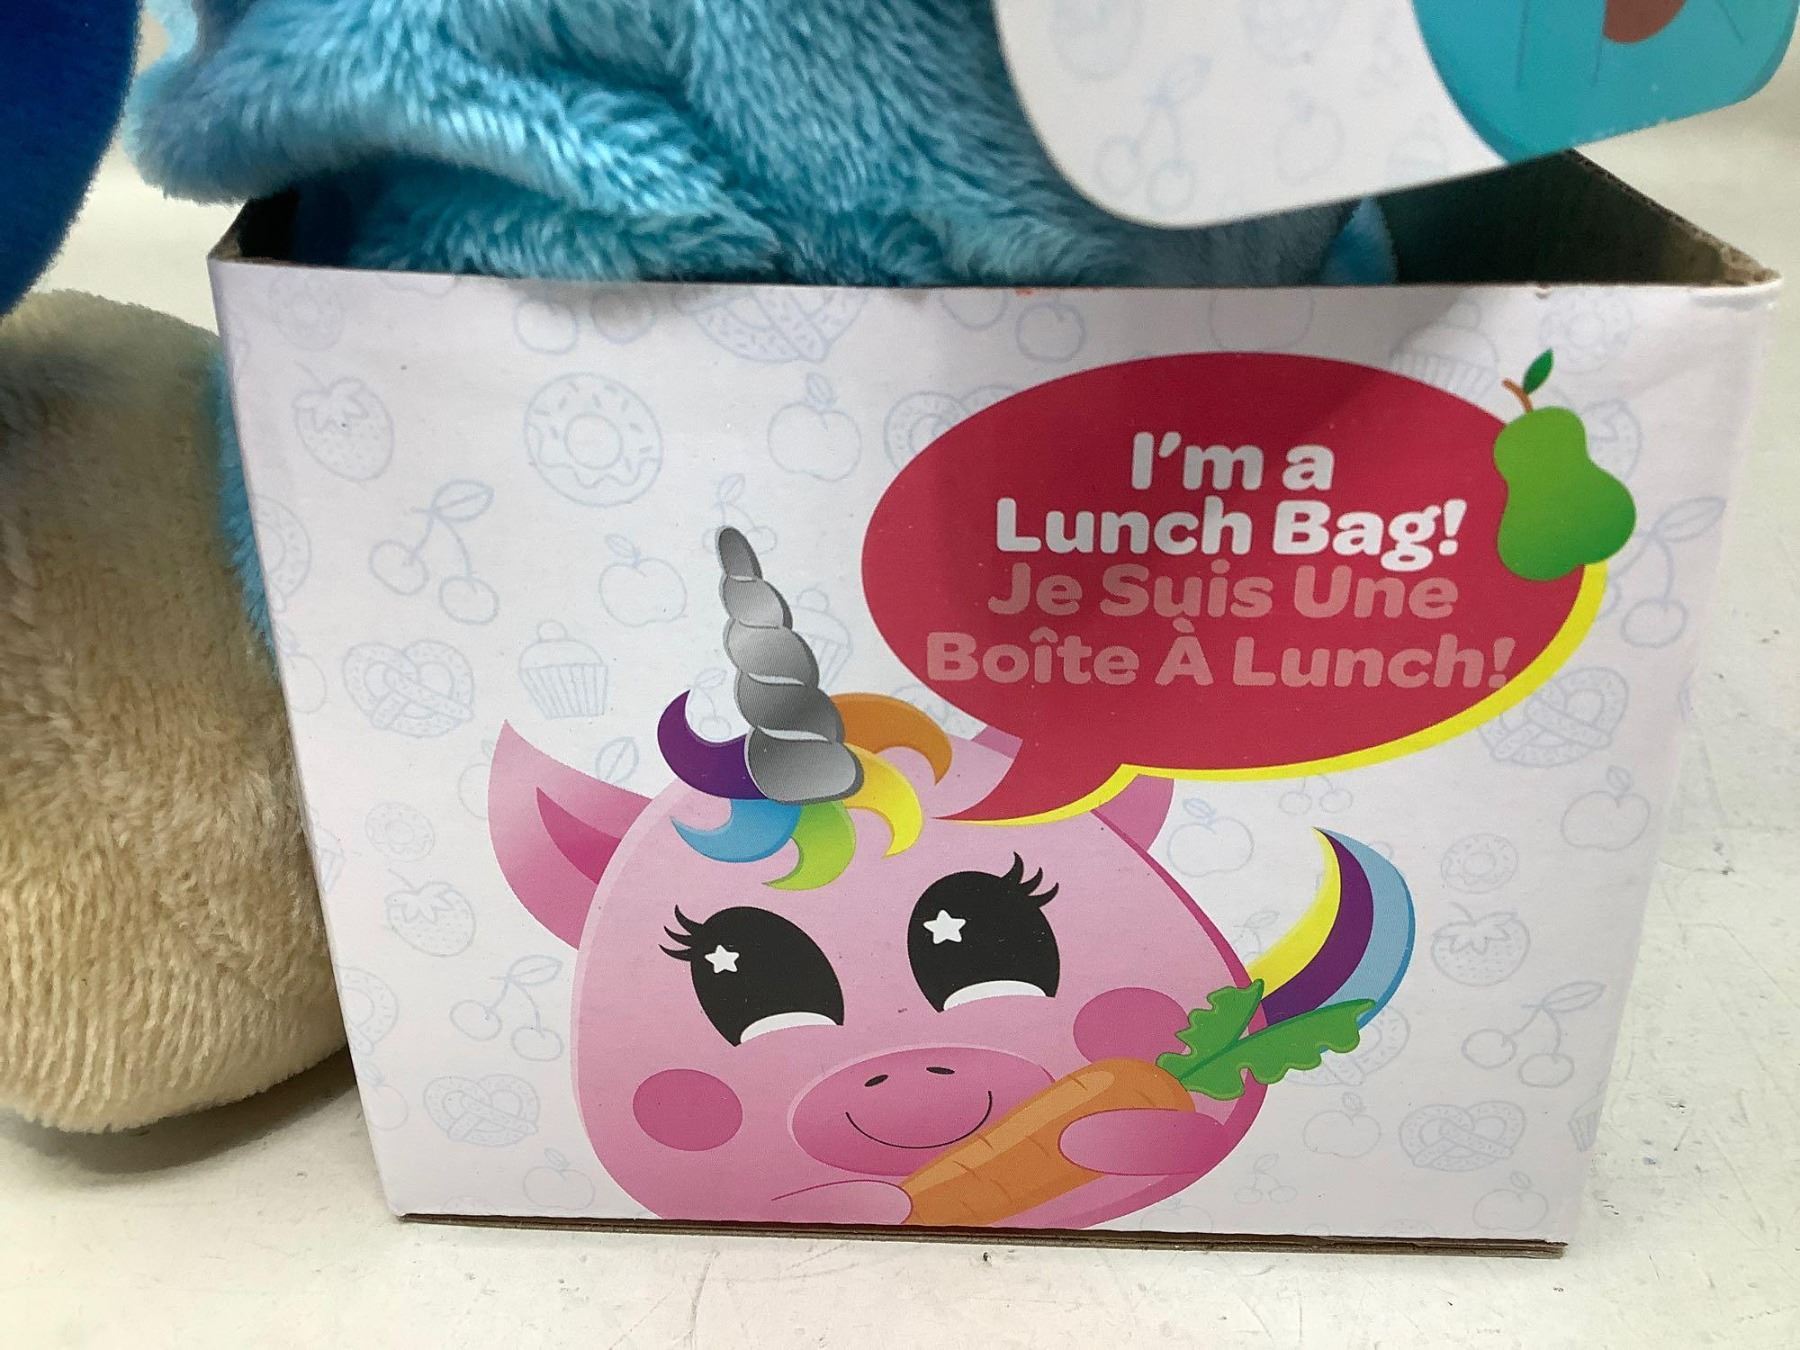 I'm a
Lunch Bag!
Je Suis Une
Boîte À Lunch!